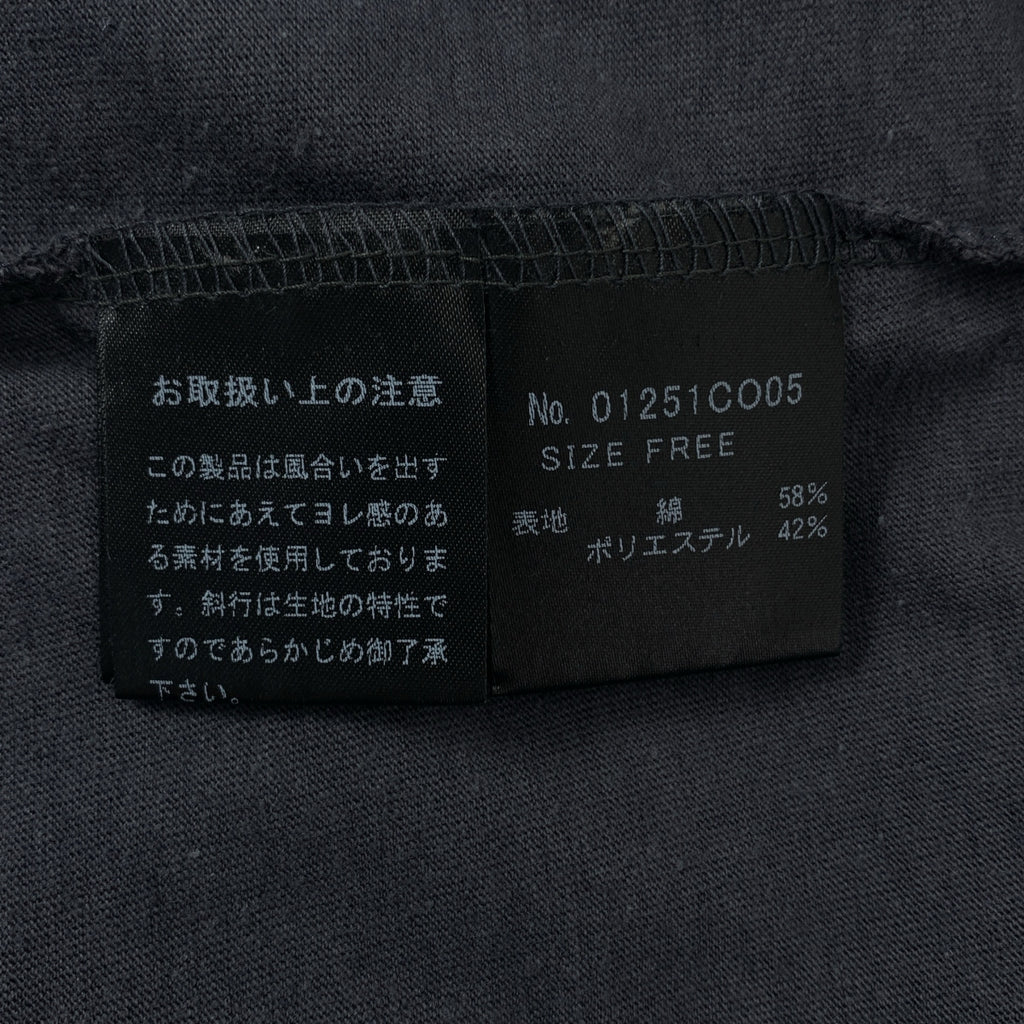 お取扱い上の注意
この製品は風合いを出す
ためにあえてヨレ感のあ
る素材を使用しておりま
す。斜行は生地の特性で
すのであらかじめ御了承
下さい。
No. 01251CO05
SIZE FREE
表地 綿 58%
ポリエステル 42%